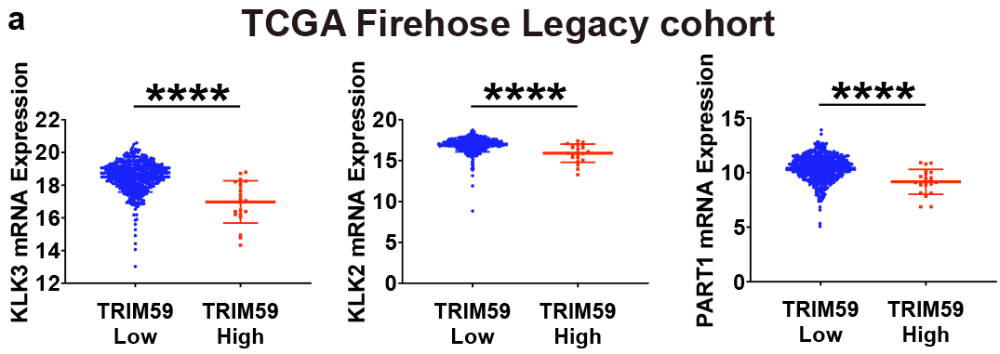 a
TCGA Firehose Legacy cohort
KLK3 mRNA Expression
****
22
20
18
16
14
12
TRIM59
Low
TRIM59
High
KLK2 mRNA Expression
****
20
15
10
5
0
TRIM59
Low
TRIM59
High
PART1 mRNA Expression
****
15
10
5
0
TRIM59
Low
TRIM59
High